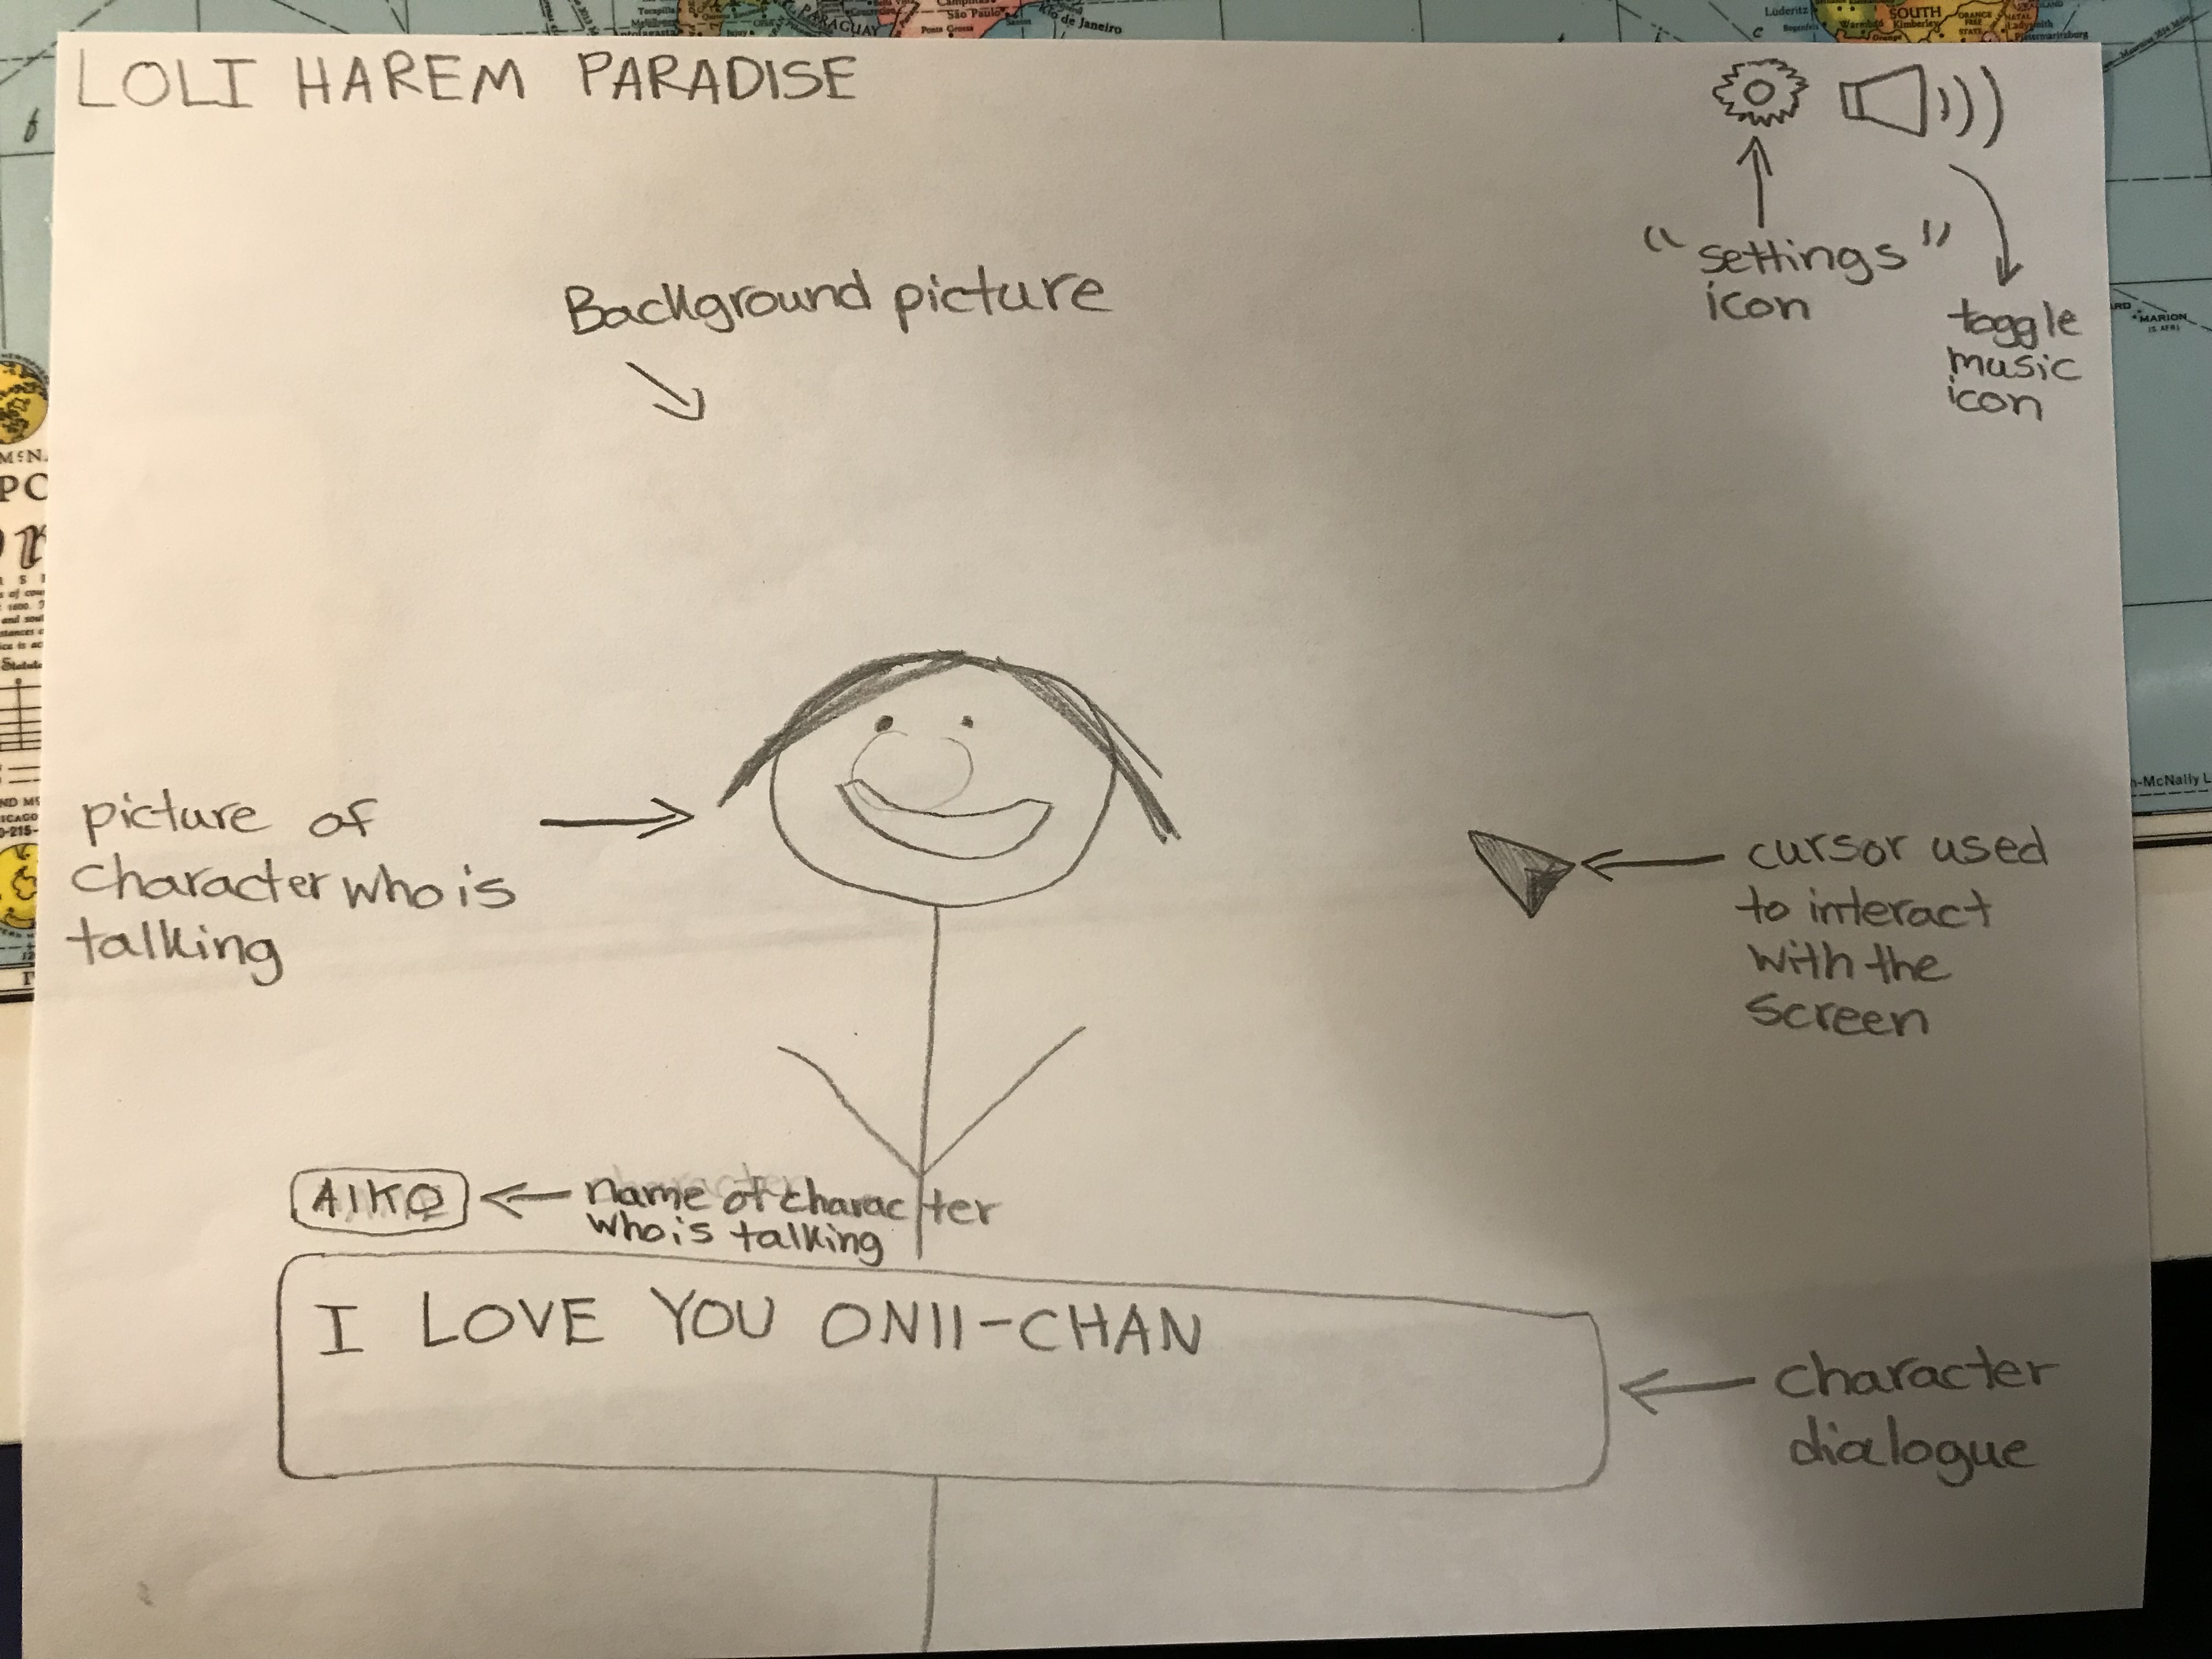 LOLI HAREM PARADISE
Background picture
"settings"
icon
toggle
music
icon
picture of
character who is
talking
cursor used
to interact
with the
screen
AIKO
name of character
who is talking
I LOVE YOU ONII-CHAN
character
dialogue